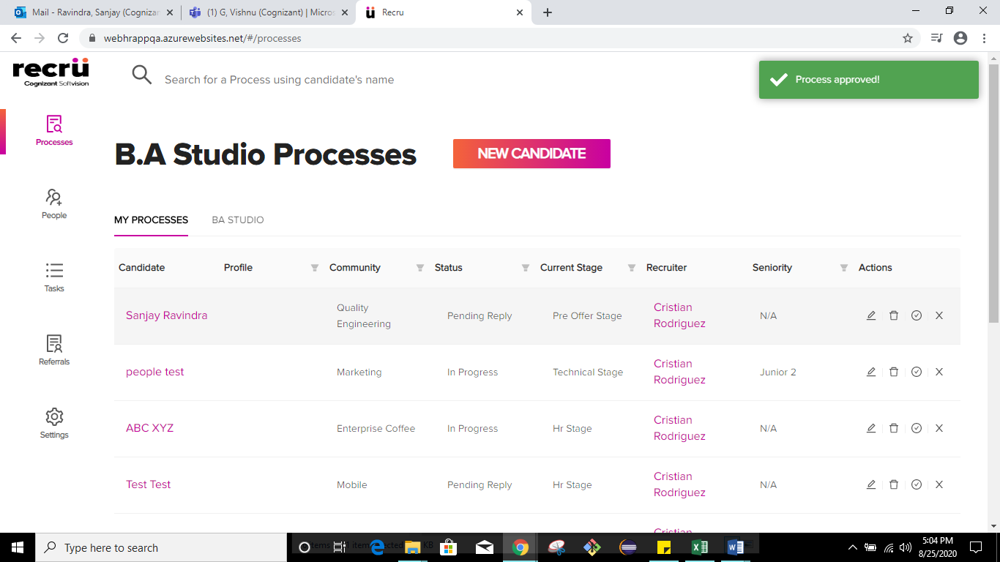 Mail - Ravindra, Sanjay (Cognizan
(1) G, Vishnu (Cognizant) | Micros
Recru
webhrappqa.azurewebsites.net/#/processes
recru
Cognizant Softvision
Search for a Process using candidate's name
Process approved!
Processes
People
Tasks
Referrals
Settings
B.A Studio Processes
NEW CANDIDATE
MY PROCESSES BA STUDIO
Candidate Profile Community Status Current Stage Recruiter Seniority Actions
Sanjay Ravindra Quality Engineering Pending Reply Pre Offer Stage Cristian Rodriguez N/A
people test Marketing In Progress Technical Stage Cristian Rodriguez Junior 2
ABC XYZ Enterprise Coffee In Progress Hr Stage Cristian Rodriguez N/A
Test Test Mobile Pending Reply Hr Stage Cristian Rodriguez N/A
Cristian
Type here to search
5:04 PM
8/25/2020